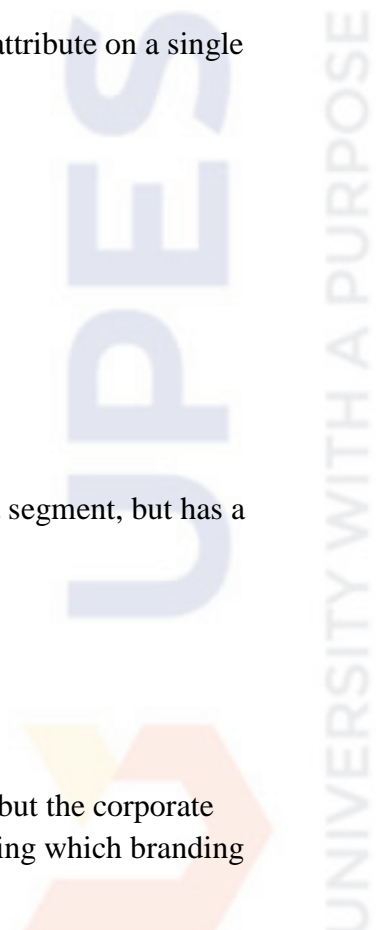 attribute on a single
segment, but has a
but the corporate
ing which branding
UPES
UNIVERSITY WITH A PURPOSE